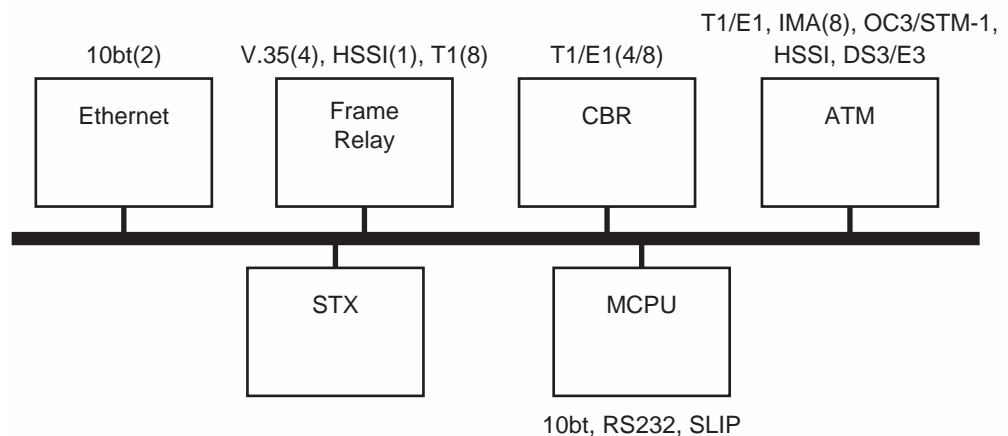 T1/E1, IMA(8), OC3/STM-1,
10bt(2)
V.35(4), HSSI(1), T1(8)
T1/E1(4/8)
HSSI, DS3/E3
Ethernet
Frame
Relay
CBR
ATM
STX
MCPU
10bt, RS232, SLIP